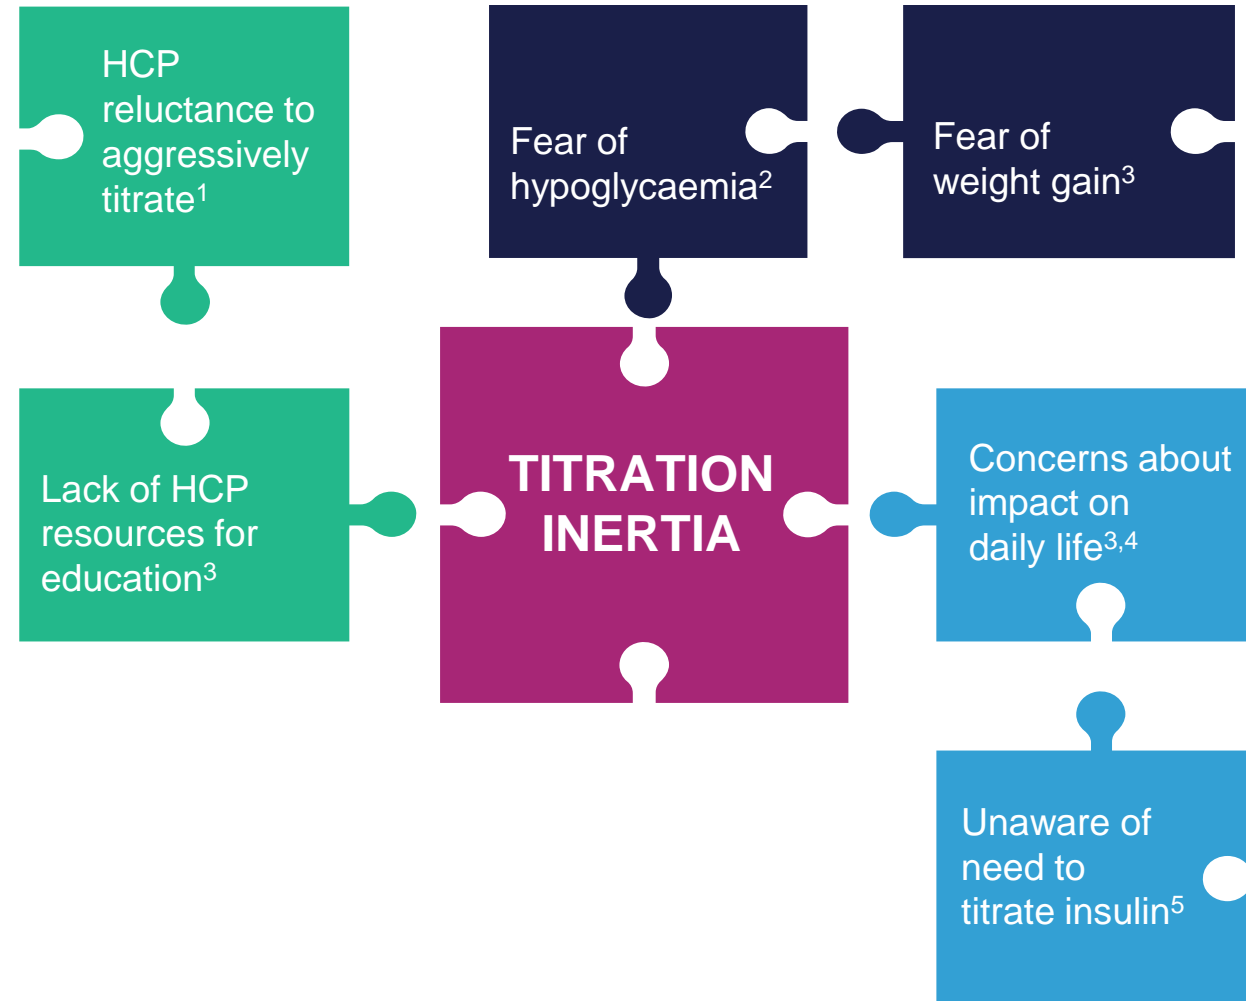 HCP
reluctance to
aggressively
titrate¹
Fear of
hypoglycaemia²
Fear of
weight gain³
Lack of HCP
resources for
education³
TITRATION
INERTIA
Concerns about
impact on
daily life³,⁴
Unaware of
need to
titrate insulin⁵